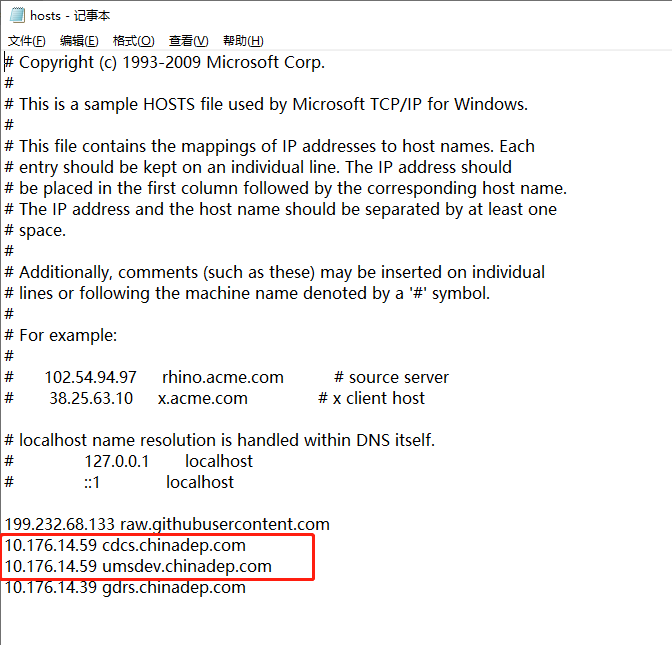 hosts - 记事本
文件(F) 编辑(E) 格式(O) 查看(V) 帮助(H)
# Copyright (c) 1993-2009 Microsoft Corp.
#
# This is a sample HOSTS file used by Microsoft TCP/IP for Windows.
#
# This file contains the mappings of IP addresses to host names. Each
# entry should be kept on an individual line. The IP address should
# be placed in the first column followed by the corresponding host name.
# The IP address and the host name should be separated by at least one
# space.
#
# Additionally, comments (such as these) may be inserted on individual
# lines or following the machine name denoted by a '#' symbol.
#
# For example:
#
#      102.54.94.97     rhino.acme.com          # source server
#       38.25.63.10     x.acme.com              # x client host

# localhost name resolution is handled within DNS itself.
#	127.0.0.1       localhost
#	::1             localhost

199.232.68.133 raw.githubusercontent.com
10.176.14.59 cdcs.chinadep.com
10.176.14.59 umsdev.chinadep.com
10.176.14.39 gdrs.chinadep.com